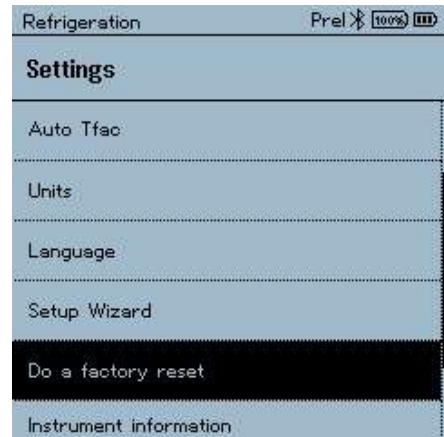 Refrigeration Prel 100%
Settings
Auto Tfac
Units
Language
Setup Wizard
Do a factory reset
Instrument information